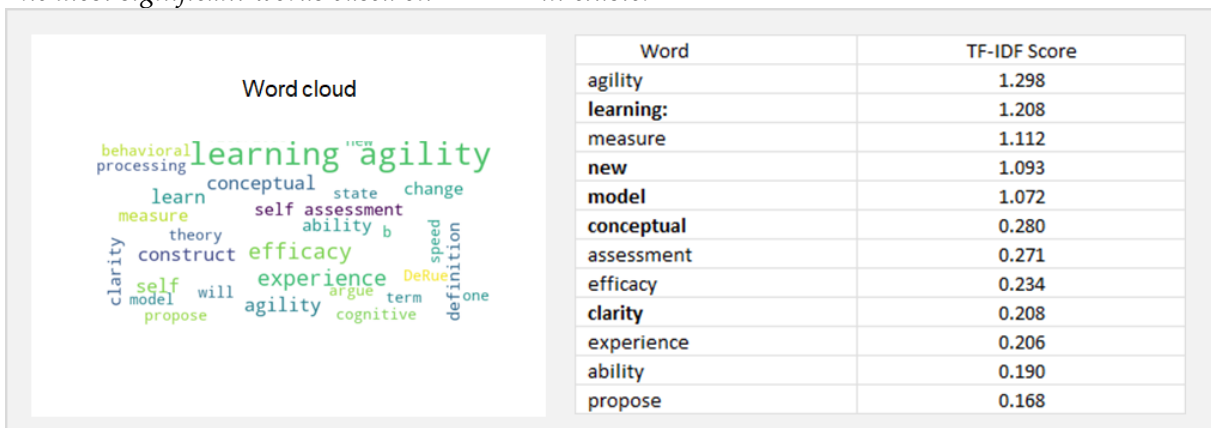 Word cloud
behavioral learning agility
new
processing
conceptual
learn
state
change
measure
self assessment
theory
ability
b
construct
efficacy
speed
definition
clarity
self
experience
DeRue
model
will
argue
term
one
agility
propose
cognitive
Word TF-IDF Score
agility 1.298
learning: 1.208
measure 1.112
new 1.093
model 1.072
conceptual 0.280
assessment 0.271
efficacy 0.234
clarity 0.208
experience 0.206
ability 0.190
propose 0.168